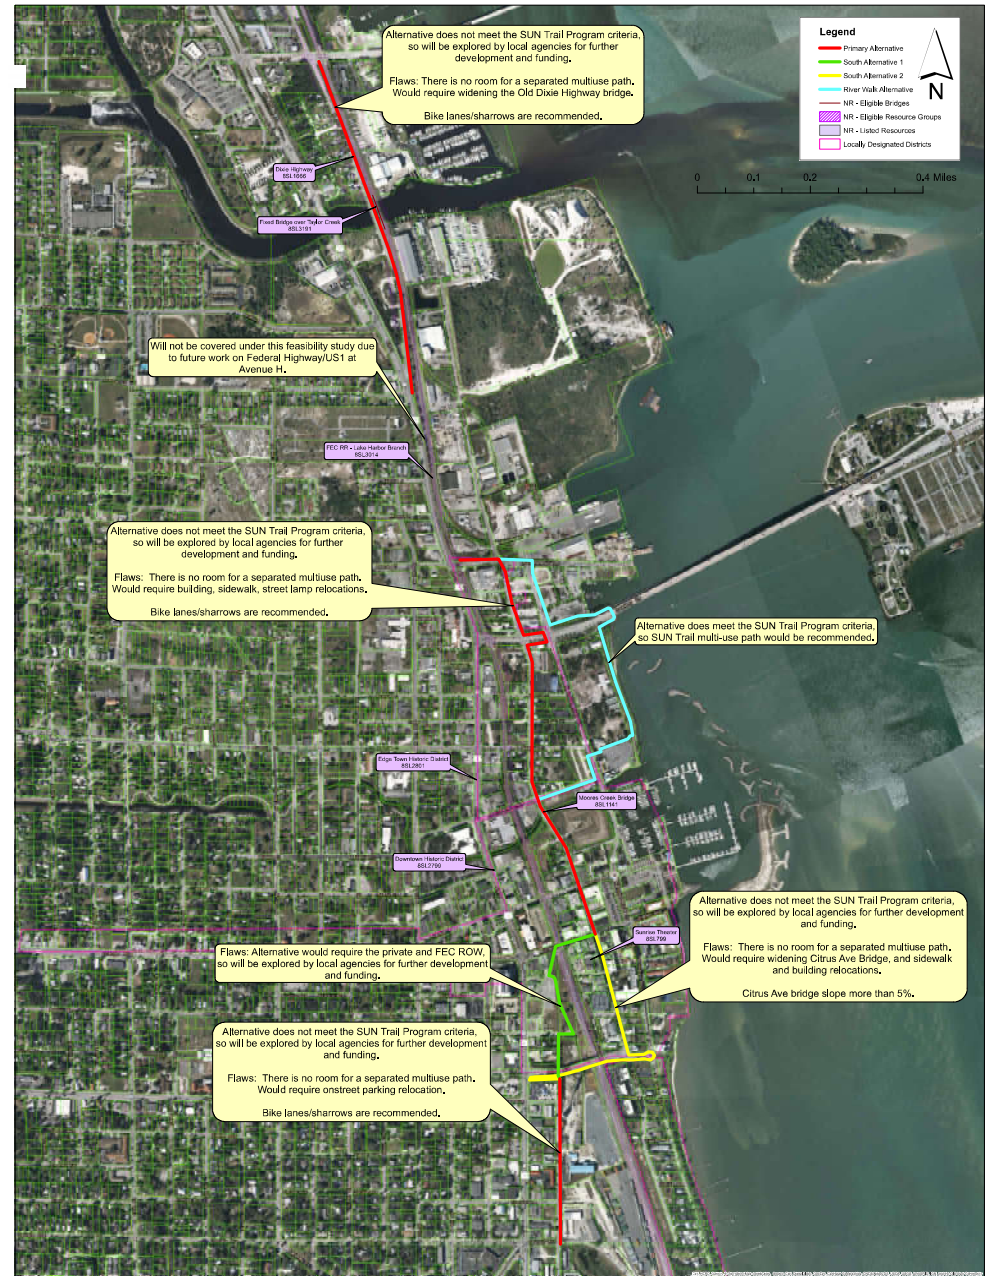 Alternative does not meet the SUN Trail Program criteria,
so will be explored by local agencies for further
development and funding.
Flaws: There is no room for a separated multiuse path.
Would require widening the Old Dixie Highway bridge.
Bike lanes/sharrows are recommended.
Legend
Primary Alternative
South Alternative 1
South Alternative 2
River Walk Alternative
NR - Eligible Bridges
NR - Eligible Resource Groups
NR - Listed Resources
Locally Designated Districts
N
0 0.1 0.2 0.4 Miles
Dixie Highway
8SL1666
Fixed Bridge over Taylor Creek
8SL3191
Will not be covered under this feasibility study due
to future work on Federal Highway/US1 at
Avenue H.
FEC RR - Lake Harbor Branch
8SL3014
Alternative does not meet the SUN Trail Program criteria,
so will be explored by local agencies for further
development and funding.
Flaws: There is no room for a separated multiuse path.
Would require building, sidewalk, street lamp relocations.
Bike lanes/sharrows are recommended.
Alternative does meet the SUN Trail Program criteria,
so SUN Trail multi-use path would be recommended.
Edge Town Historic District
8SL2801
Moores Creek Bridge
8SL1141
Downtown Historic District
8SL2799
Sunrise Theater
8SL799
Alternative does not meet the SUN Trail Program criteria,
so will be explored by local agencies for further development
and funding.
Flaws: There is no room for a separated multiuse path.
Would require widening Citrus Ave Bridge, and sidewalk
and building relocations.
Citrus Ave bridge slope more than 5%.
Flaws: Alternative would require the private and FEC ROW,
so will be explored by local agencies for further development
and funding.
Alternative does not meet the SUN Trail Program criteria,
so will be explored by local agencies for further development
and funding.
Flaws: There is no room for a separated multiuse path.
Would require onstreet parking relocation.
Bike lanes/sharrows are recommended.